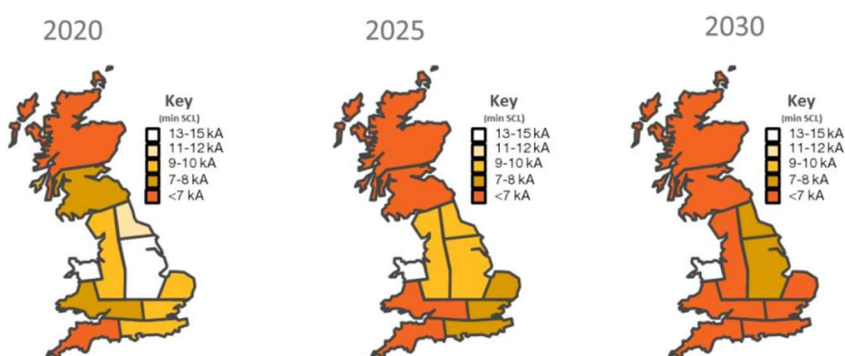 2020
Key
(min SCL)
13-15 kA
11-12 kA
9-10 kA
7-8 kA
<7 kA
2025
Key
(min SCL)
13-15 kA
11-12 kA
9-10 kA
7-8 kA
<7 kA
2030
Key
(min SCL)
13-15 kA
11-12 kA
9-10 kA
7-8 kA
<7 kA